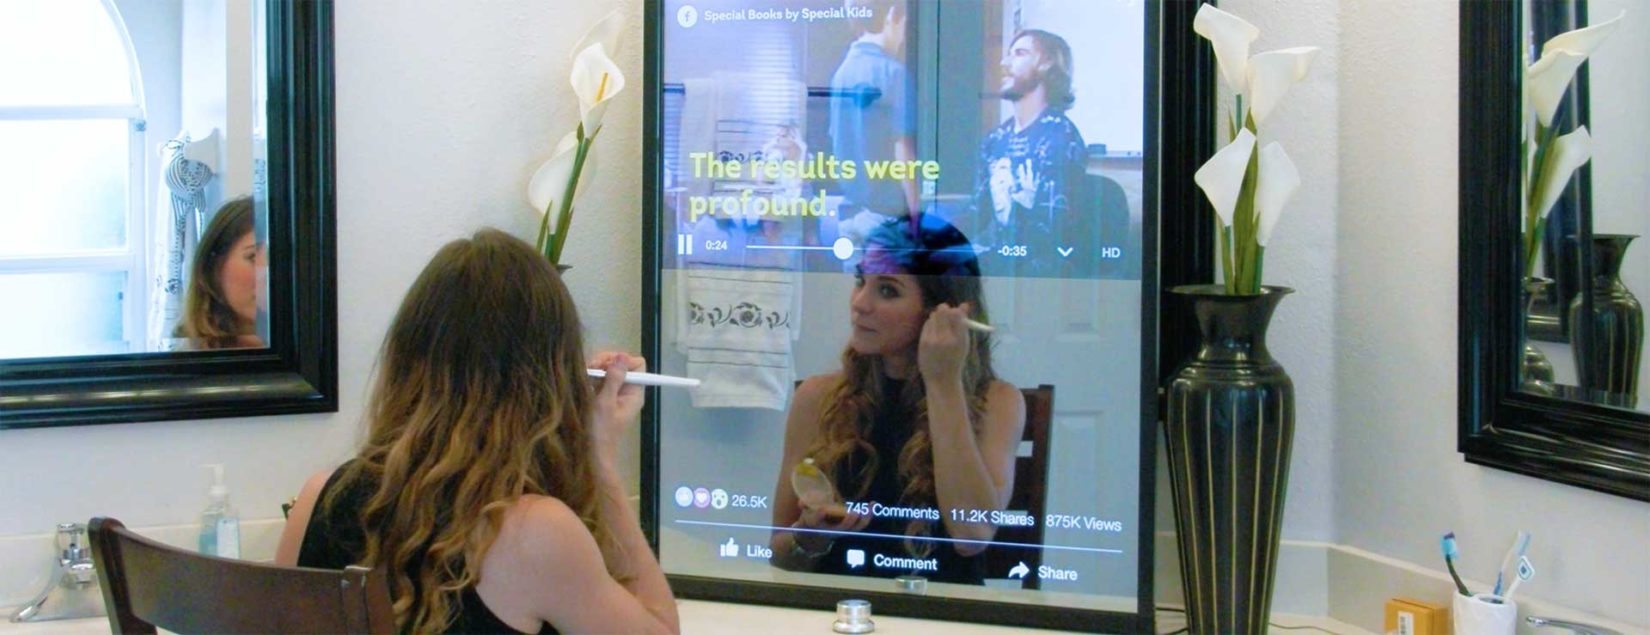 f Special Books by Special Kids
The results were
profound.
0:24 -0:35 HD
26.5K 745 Comments 11.2K Shares 875K Views
Like Comment Share